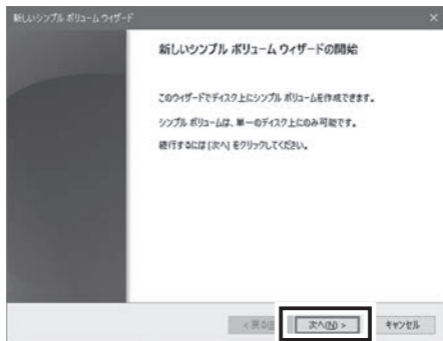 新しいシンプル ボリューム ウィザード
新しいシンプル ボリューム ウィザードの開始
このウィザードでディスク上にシンプル ボリュームを作成できます。
シンプル ボリュームは、単一のディスク上にのみ可能です。
続行するには [次へ] をクリックしてください。
< 戻る(B)
次へ(N) >
キャンセル